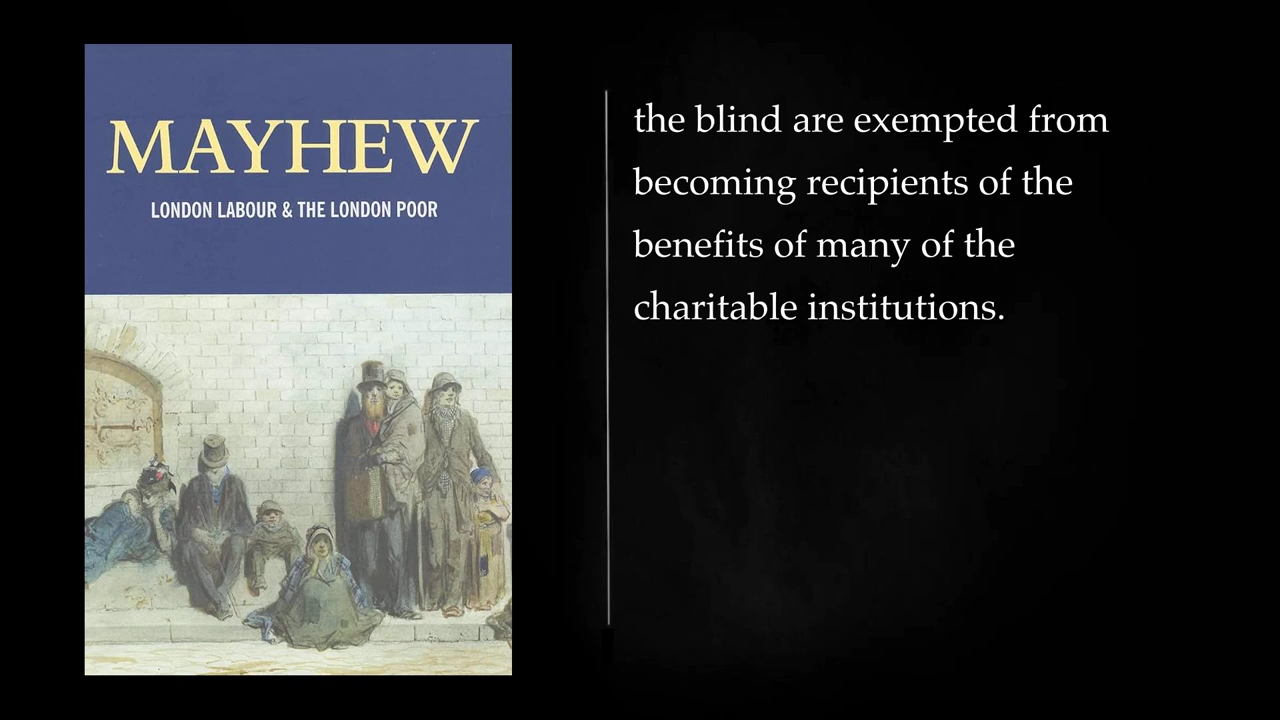 MAYHEW
LONDON LABOUR & THE LONDON POOR
the blind are exempted from
becoming recipients of the
benefits of many of the
charitable institutions.